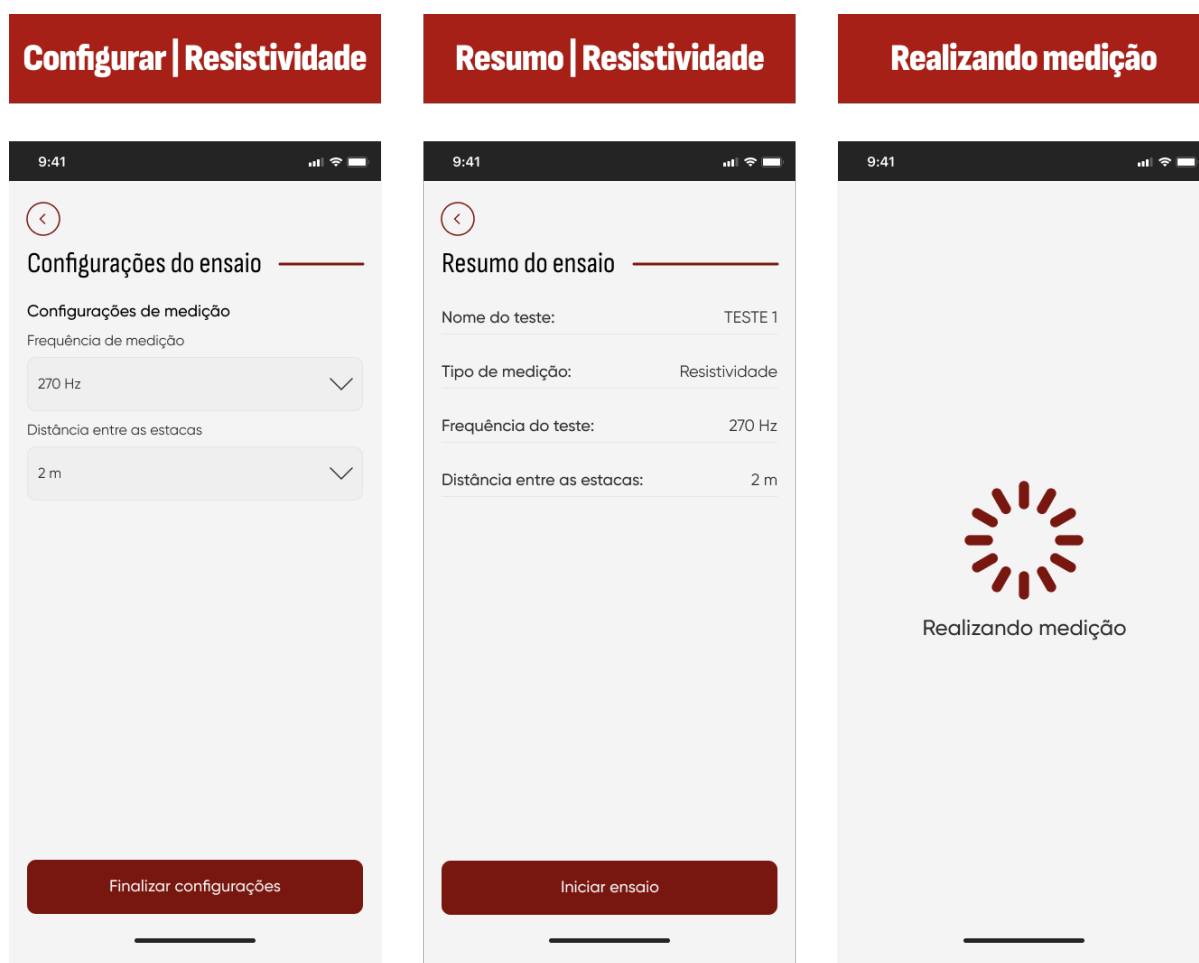 Configurar | Resistividade
9:41
Configurações do ensaio
Configurações de medição
Frequência de medição
270 Hz
Distância entre as estacas
2 m
Finalizar configurações
Resumo | Resistividade
9:41
Resumo do ensaio
Nome do teste: TESTE 1
Tipo de medição: Resistividade
Frequência do teste: 270 Hz
Distância entre as estacas: 2 m
Iniciar ensaio
Realizando medição
9:41
Realizando medição